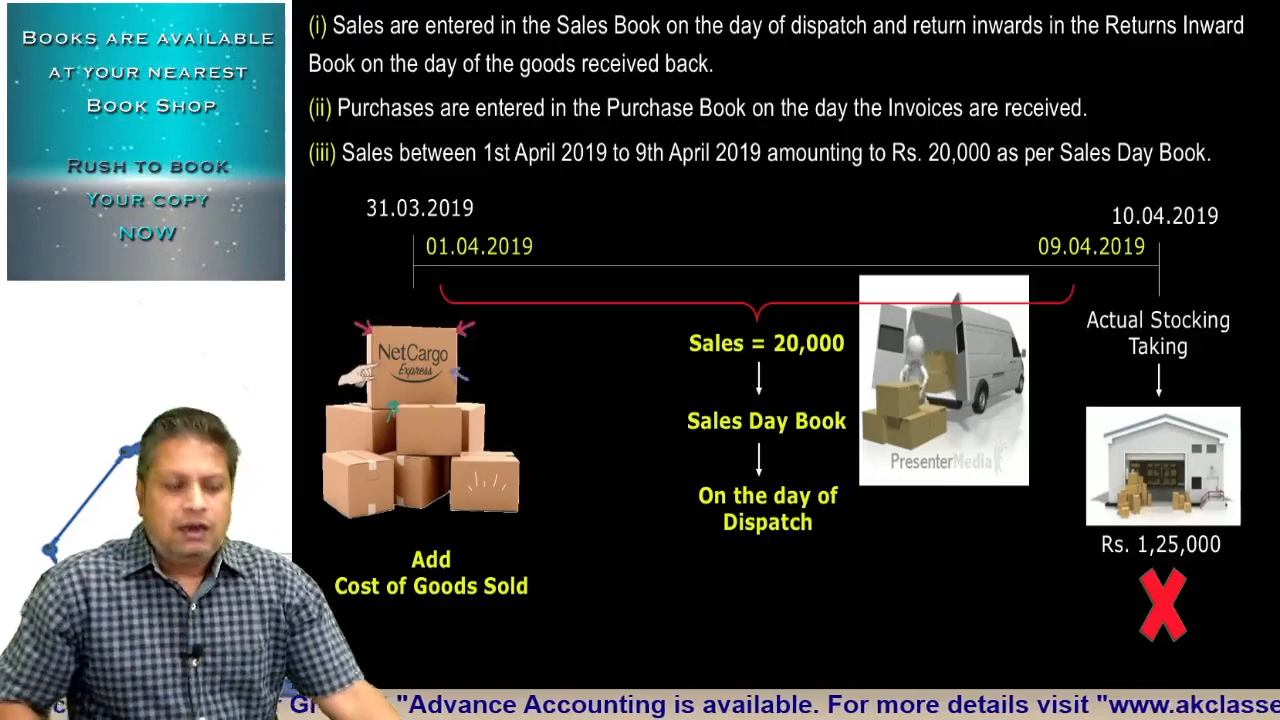 BOOKS ARE AVAILABLE
AT YOUR NEAREST
BOOK SHOP
RUSH TO BOOK
YOUR COPY
NOW
(i) Sales are entered in the Sales Book on the day of dispatch and return inwards in the Returns Inward
Book on the day of the goods received back.
(ii) Purchases are entered in the Purchase Book on the day the Invoices are received.
(iii) Sales between 1st April 2019 to 9th April 2019 amounting to Rs. 20,000 as per Sales Day Book.
31.03.2019
10.04.2019
01.04.2019
09.04.2019
NetCargo
Express
Sales = 20,000
Sales Day Book
On the day of
Dispatch
PresenterMedia
Actual Stocking
Taking
Rs. 1,25,000
Add
Cost of Goods Sold
"Advance Accounting is available. For more details visit "www.akclasse